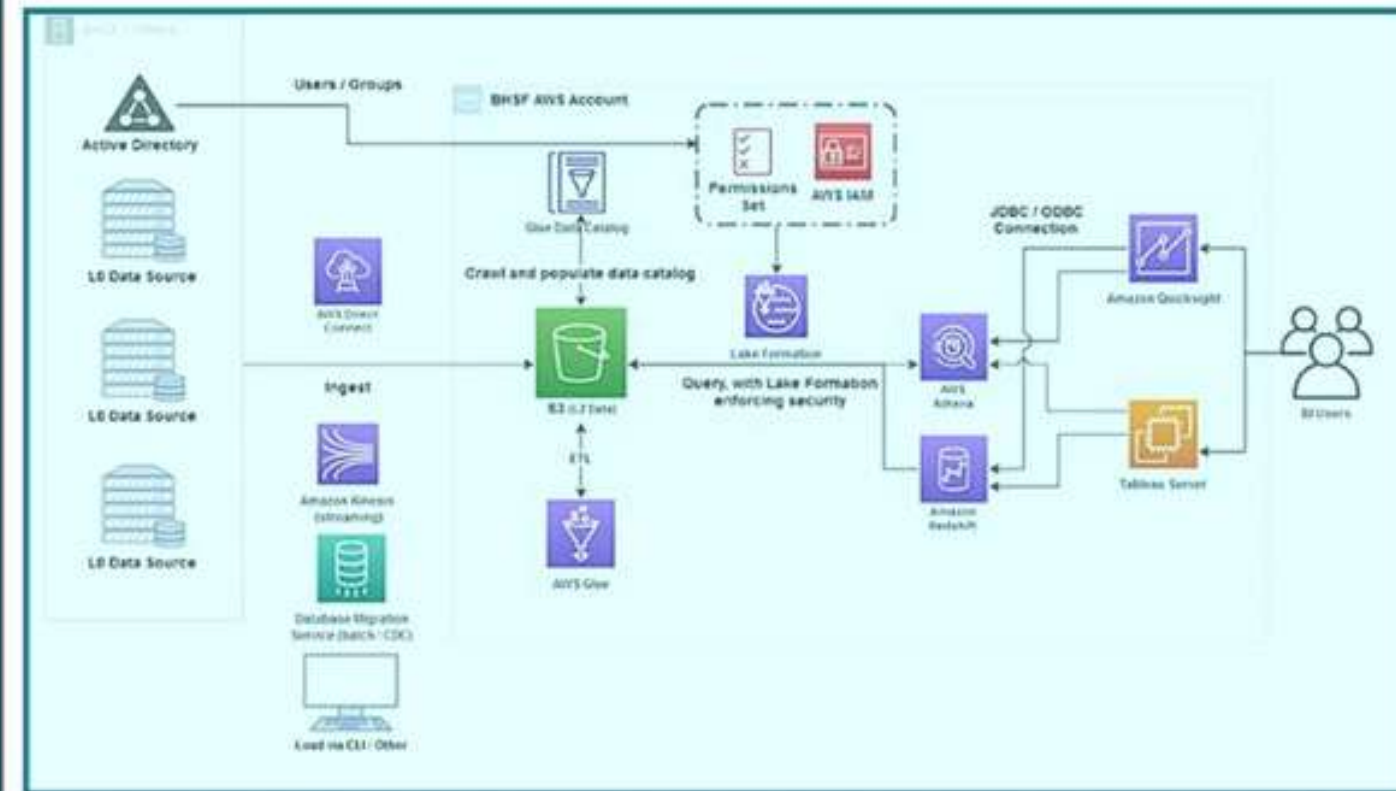 Users / Groups
BHSF AWS Account
Active Directory
Permissions
Set
AWS IAM
Glue Data Catalog
JDBC / ODBC
Connection
L0 Data Source
Crawl and populate data catalog
Amazon Quicksight
AWS Direct
Connect
Lake Formation
Ingest
Query, with Lake Formation
enforcing security
AWS
Athena
S3
L0 Data Source
BI Users
ETL
Amazon Kinesis
(streaming)
Tableau Server
Amazon
Redshift
L0 Data Source
AWS Glue
Database Migration
Service (batch / CDC)
Load via CLI / Other